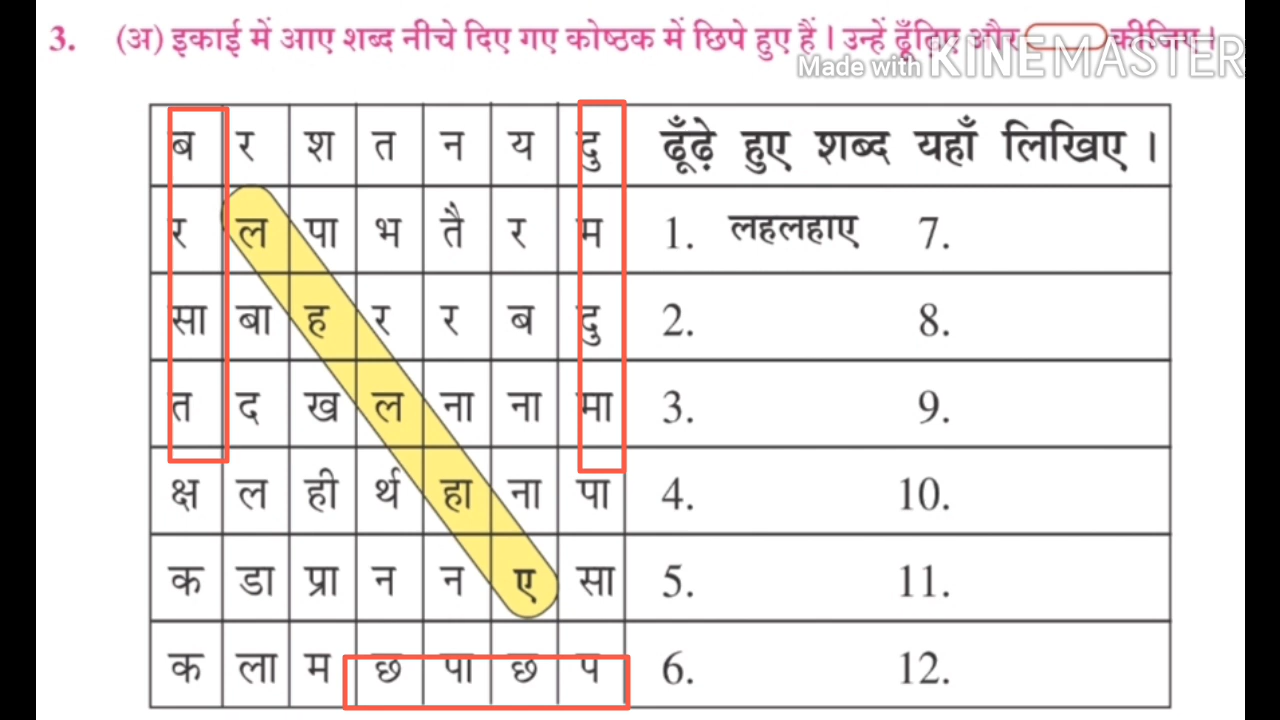 3. (अ) इकाई में आए शब्द नीचे दिए गए कोष्ठक में छिपे हुए हैं । उन्हें ढूँढ़िए और कीजिए ।
Made with KINEMASTER
ब र श त न य दु ढूँढ़े हुए शब्द यहाँ लिखिए ।
र ल पा भ तै र म 1. लहलहाए 7.
सा बा ह र र ब दु 2. 8.
त द ख ल ना ना मा 3. 9.
क्ष ल ही र्थ हा ना पा 4. 10.
क डा प्रा न न ए सा 5. 11.
क ला म छ पा छ प 6. 12.